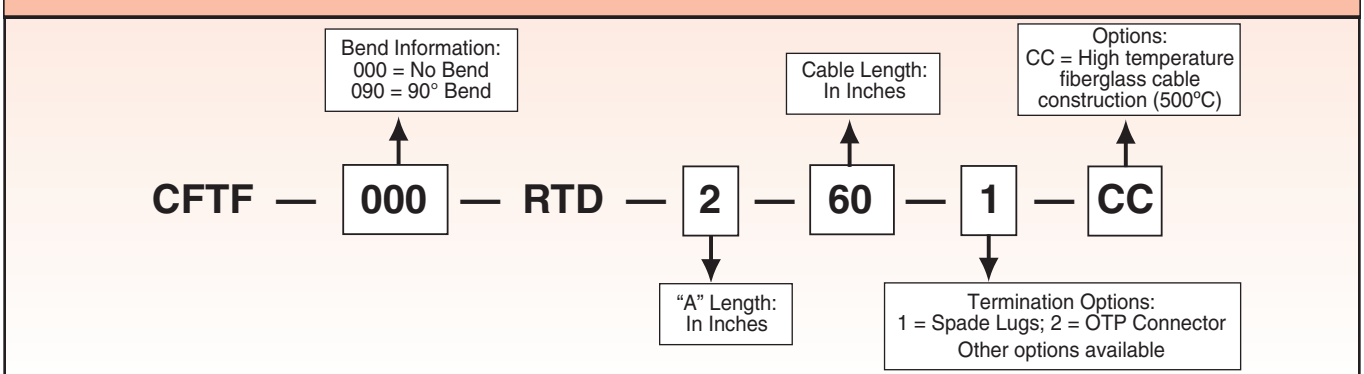 Bend Information:
000 = No Bend
090 = 90° Bend
Cable Length:
In Inches
Options:
CC = High temperature
fiberglass cable
construction (500ºC)
CFTF — 000 — RTD — 2 — 60 — 1 — CC
“A” Length:
In Inches
Termination Options:
1 = Spade Lugs; 2 = OTP Connector
Other options available